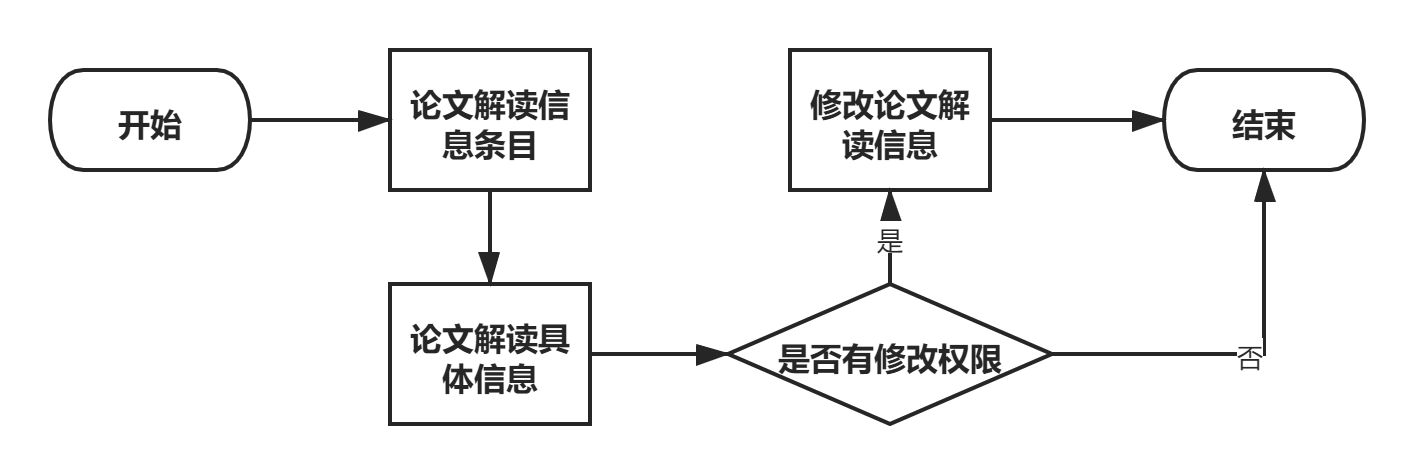 开始
论文解读信
息条目
修改论文解
读信息
结束
是
论文解读具
体信息
是否有修改权限
否